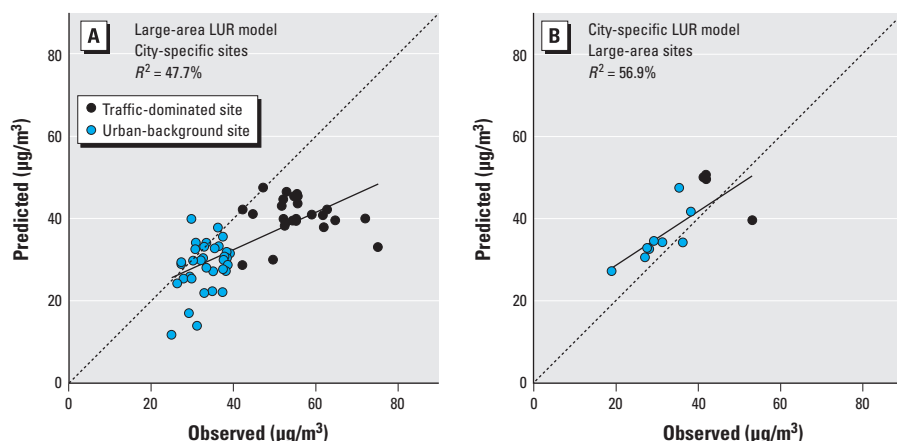 A
Large-area LUR model
City-specific sites
R² = 47.7%
Traffic-dominated site
Urban-background site
80
60
40
20
0
0 20 40 60 80
Predicted (µg/m³)
Observed (µg/m³)
B
City-specific LUR model
Large-area sites
R² = 56.9%
80
60
40
20
0
0 20 40 60 80
Predicted (µg/m³)
Observed (µg/m³)